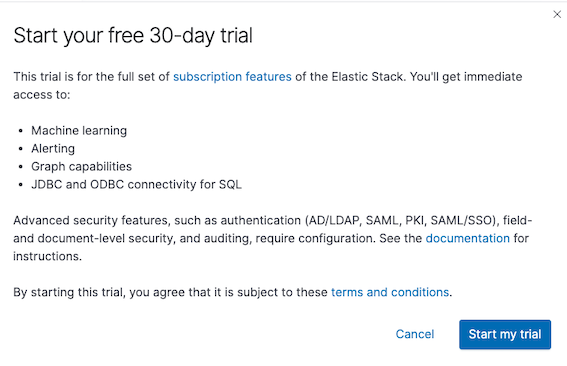 Start your free 30-day trial
This trial is for the full set of subscription features of the Elastic Stack. You'll get immediate
access to:
• Machine learning
• Alerting
• Graph capabilities
• JDBC and ODBC connectivity for SQL
Advanced security features, such as authentication (AD/LDAP, SAML, PKI, SAML/SSO), field-
and document-level security, and auditing, require configuration. See the documentation for
instructions.
By starting this trial, you agree that it is subject to these terms and conditions.
Cancel
Start my trial